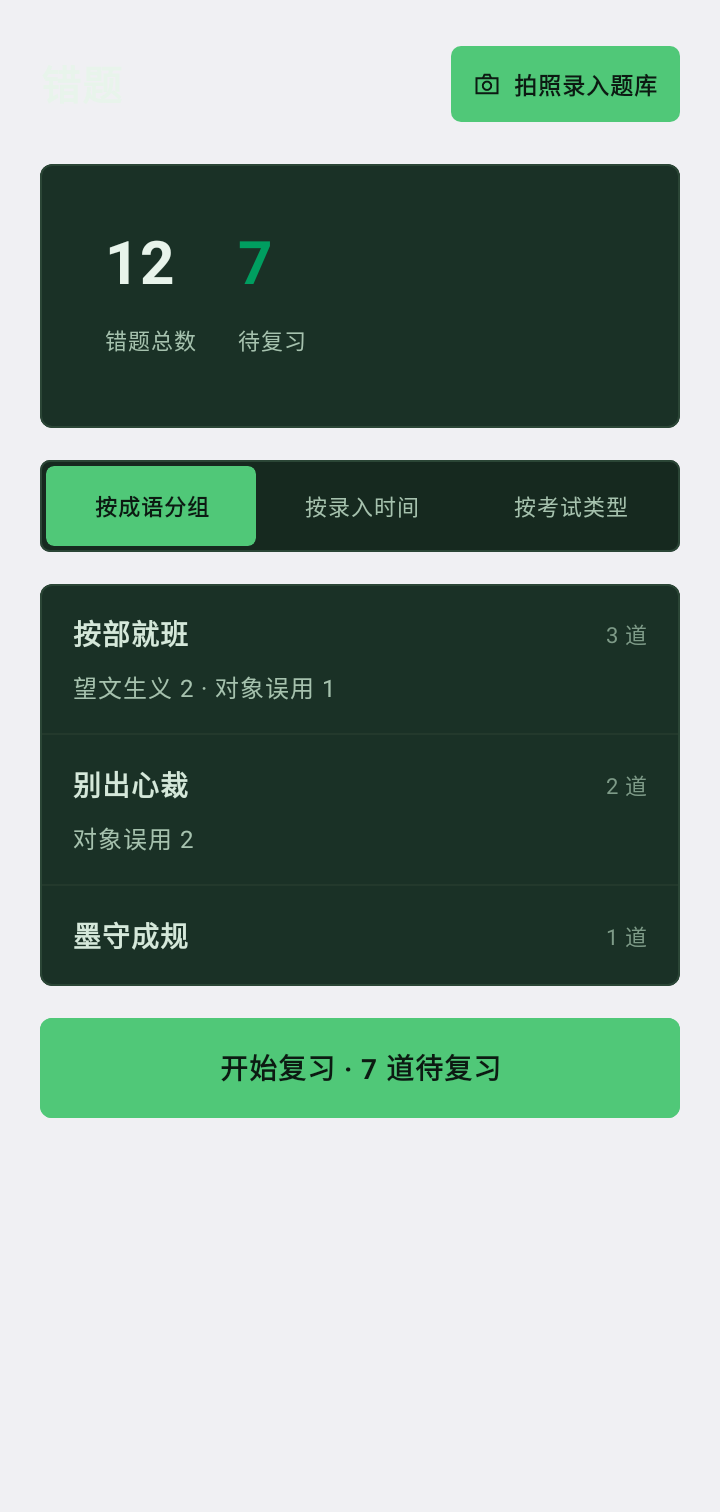 拍照录入题库
12 7
错题总数 待复习
按成语分组 按录入时间 按考试类型
按部就班 3 道
望文生义 2 · 对象误用 1
别出心裁 2 道
对象误用 2
墨守成规 1 道
开始复习 · 7 道待复习